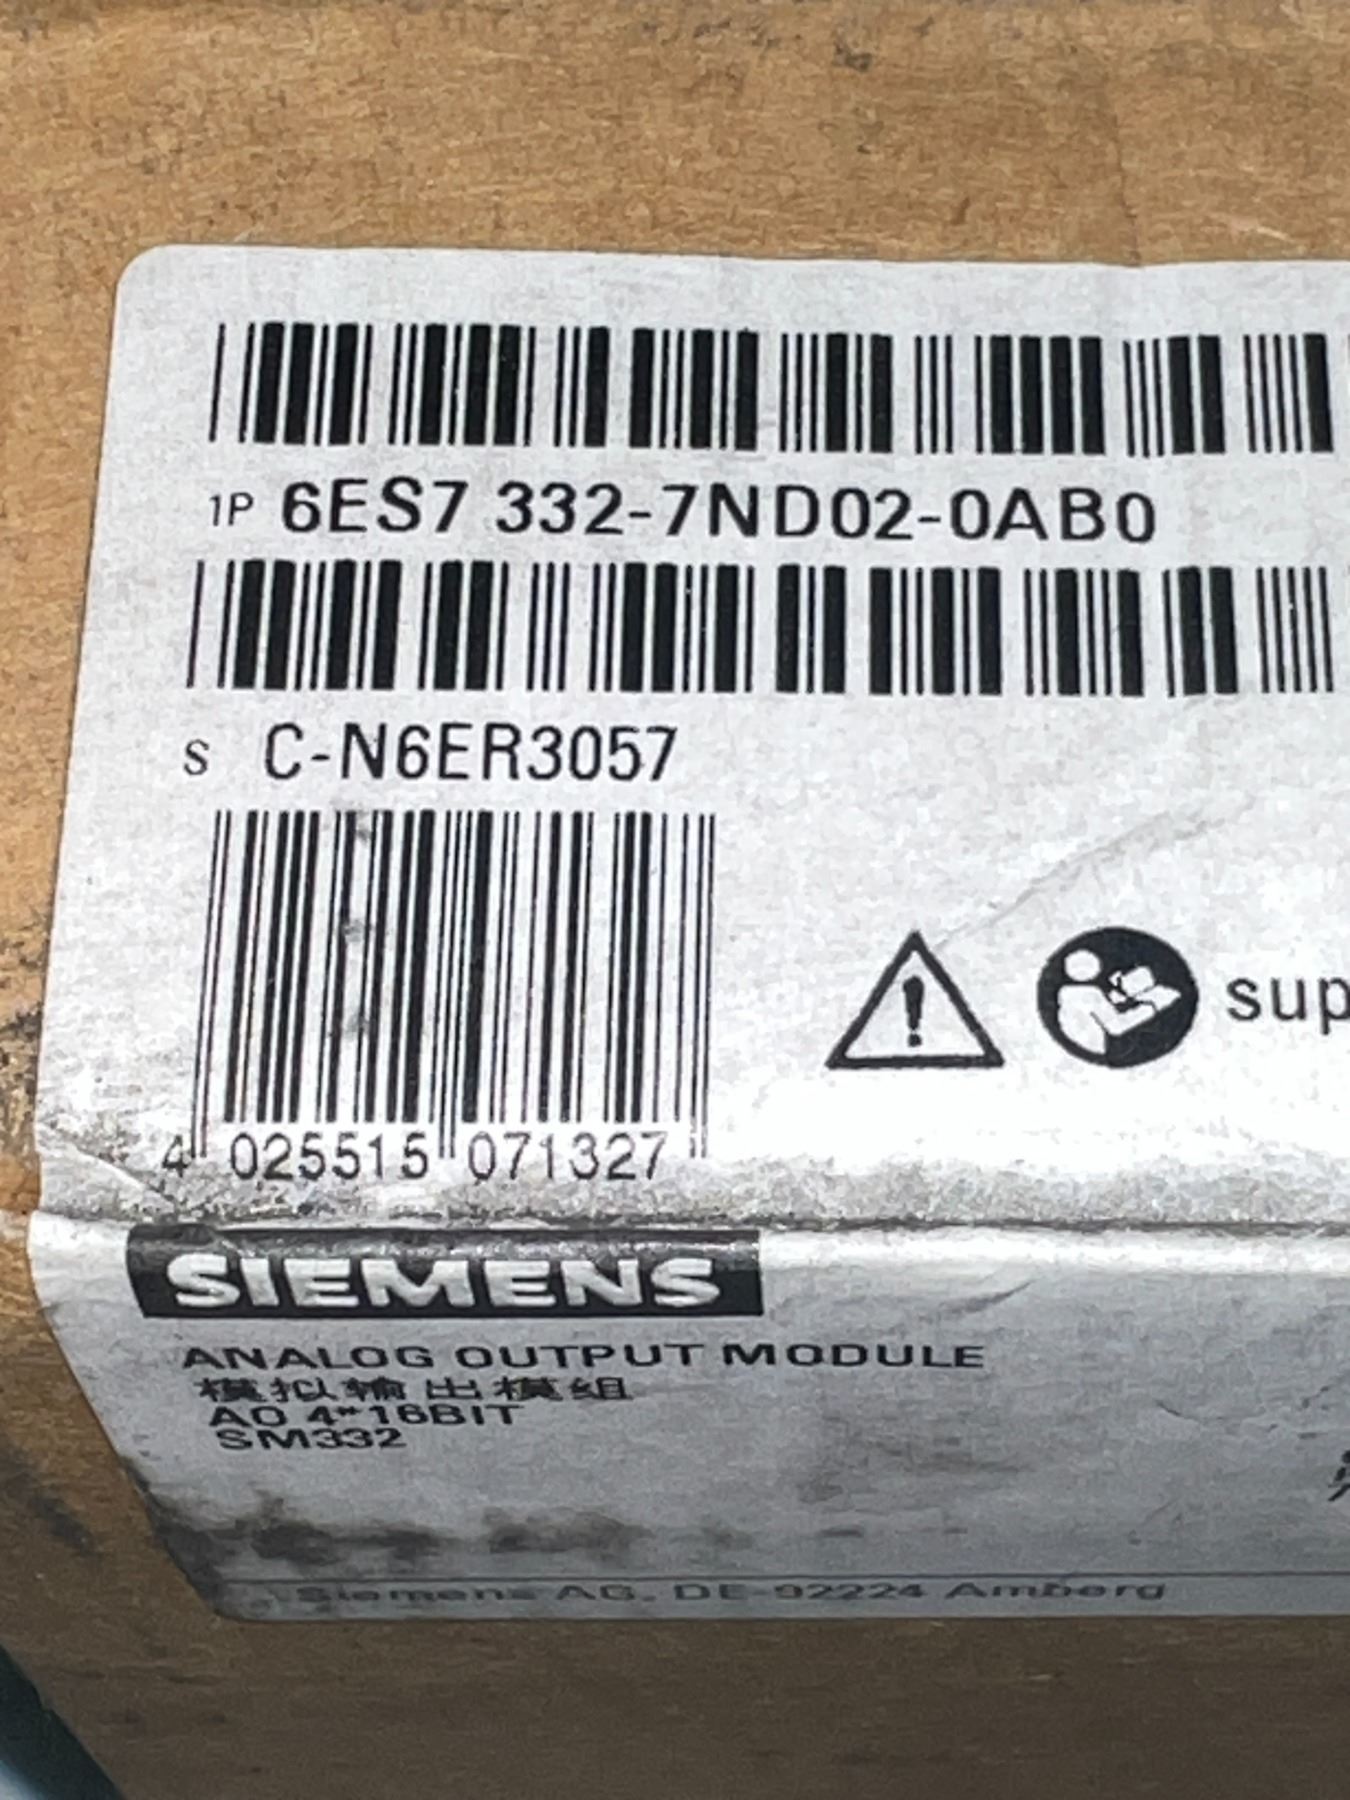 1P 6ES7 332-7ND02-0AB0
S C-N6ER3057
sup
4 025515 071327
SIEMENS
ANALOG OUTPUT MODULE
模拟输出模组
AO 4*16BIT
SM332
Siemens AG, DE-92224 Amberg